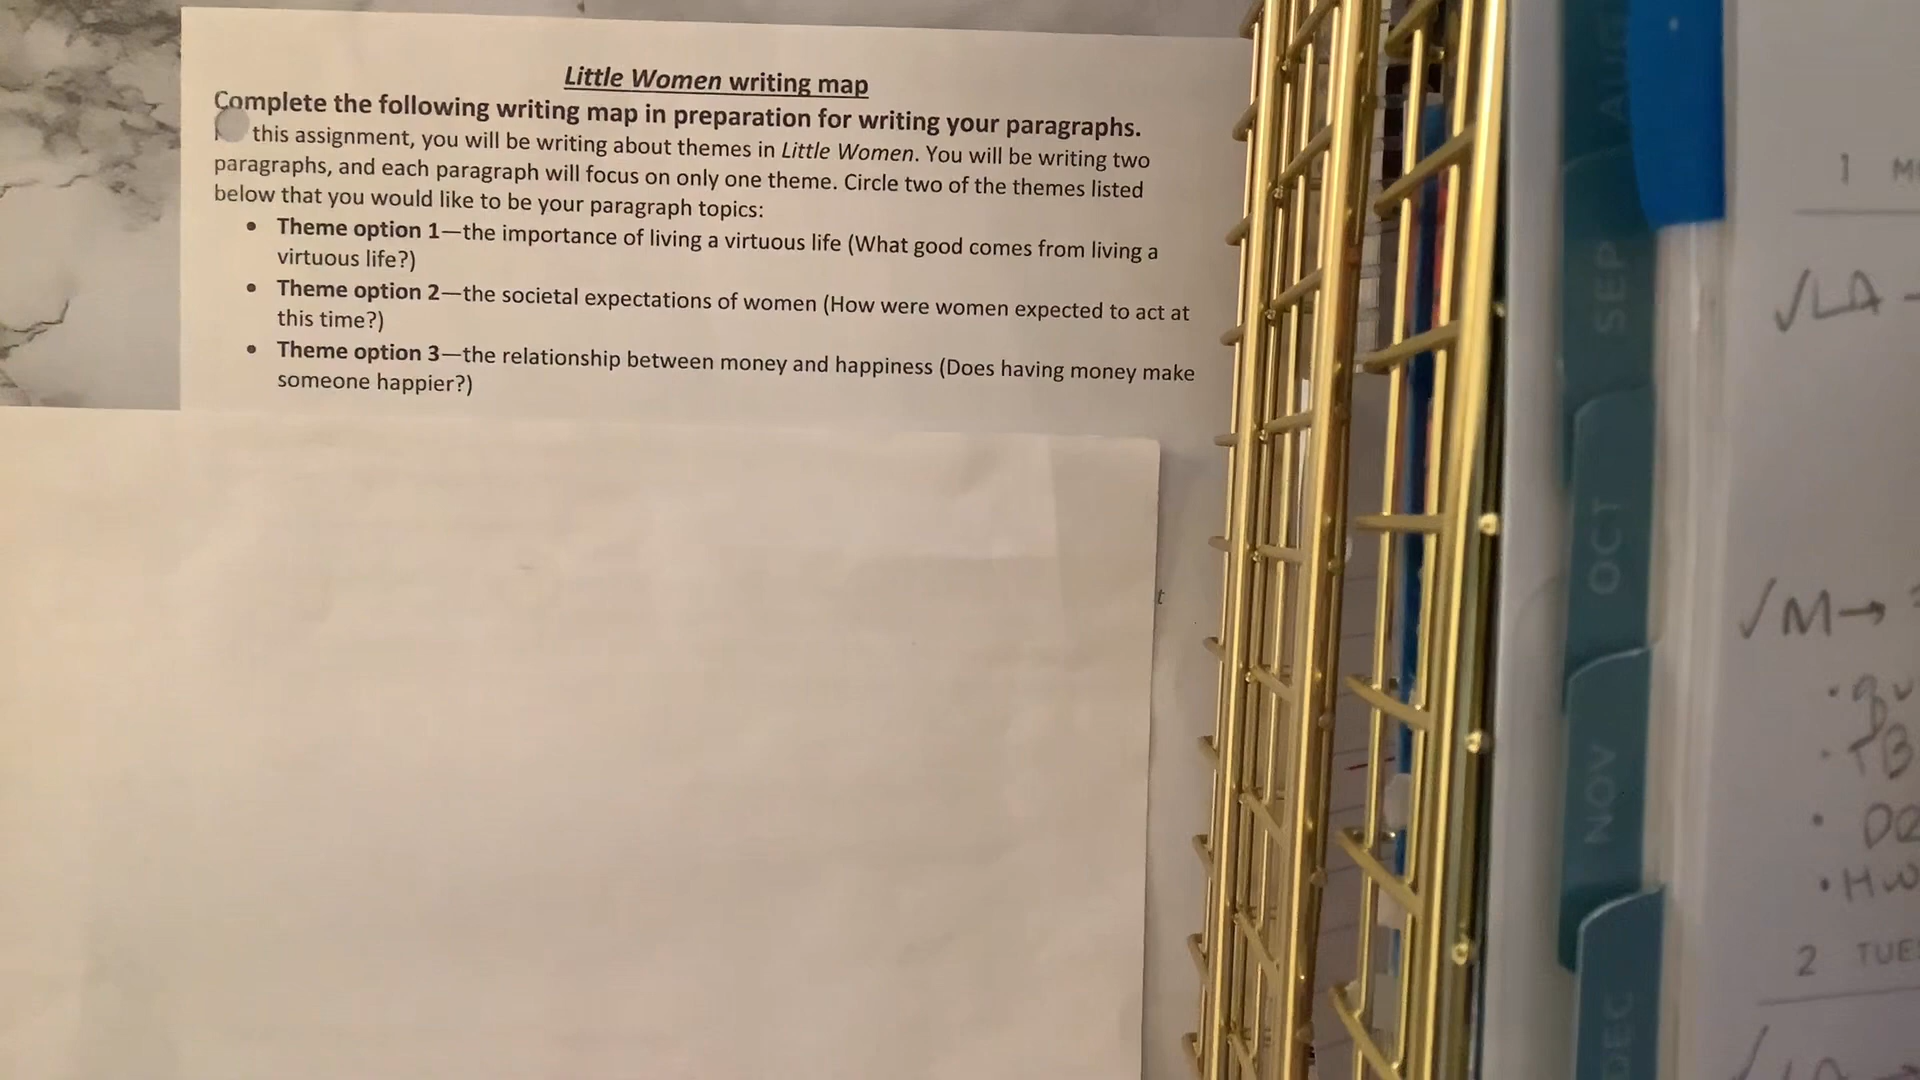 Little Women writing map
Complete the following writing map in preparation for writing your paragraphs.
this assignment, you will be writing about themes in Little Women. You will be writing two
paragraphs, and each paragraph will focus on only one theme. Circle two of the themes listed
below that you would like to be your paragraph topics:
• Theme option 1—the importance of living a virtuous life (What good comes from living a
virtuous life?)
• Theme option 2—the societal expectations of women (How were women expected to act at
this time?)
• Theme option 3—the relationship between money and happiness (Does having money make
someone happier?)
t
AUG
SEP
OCT
NOV
DEC
1
✓LA -
✓M→
• HW
2 TUE